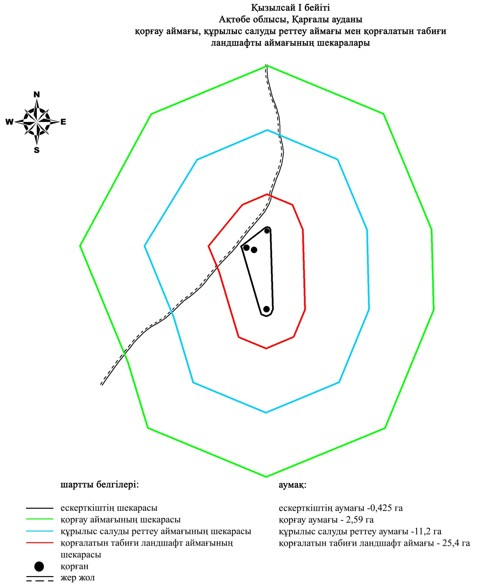 Қызылсай I бейіті
Ақтөбе облысы, Қарғалы ауданы
қорғау аймағы, құрылыс салуды реттеу аймағы мен қорғалатын табиғи
ландшафты аймағының шекаралары
N
W E
S
шартты белгілері:
ескерткіштің шекарасы
қорғау аймағының шекарасы
құрылыс салуды реттеу аймағының шекарасы
қорғалатын табиғи ландшафт аймағының
шекарасы
қорған
жер жол
аумақ:
ескерткіштің аумағы -0,425 га
қорғау аумағы - 2,59 га
құрылыс салуды реттеу аумағы -11,2 га
қорғалатын табиғи ландшафт аймағы - 25,4 га